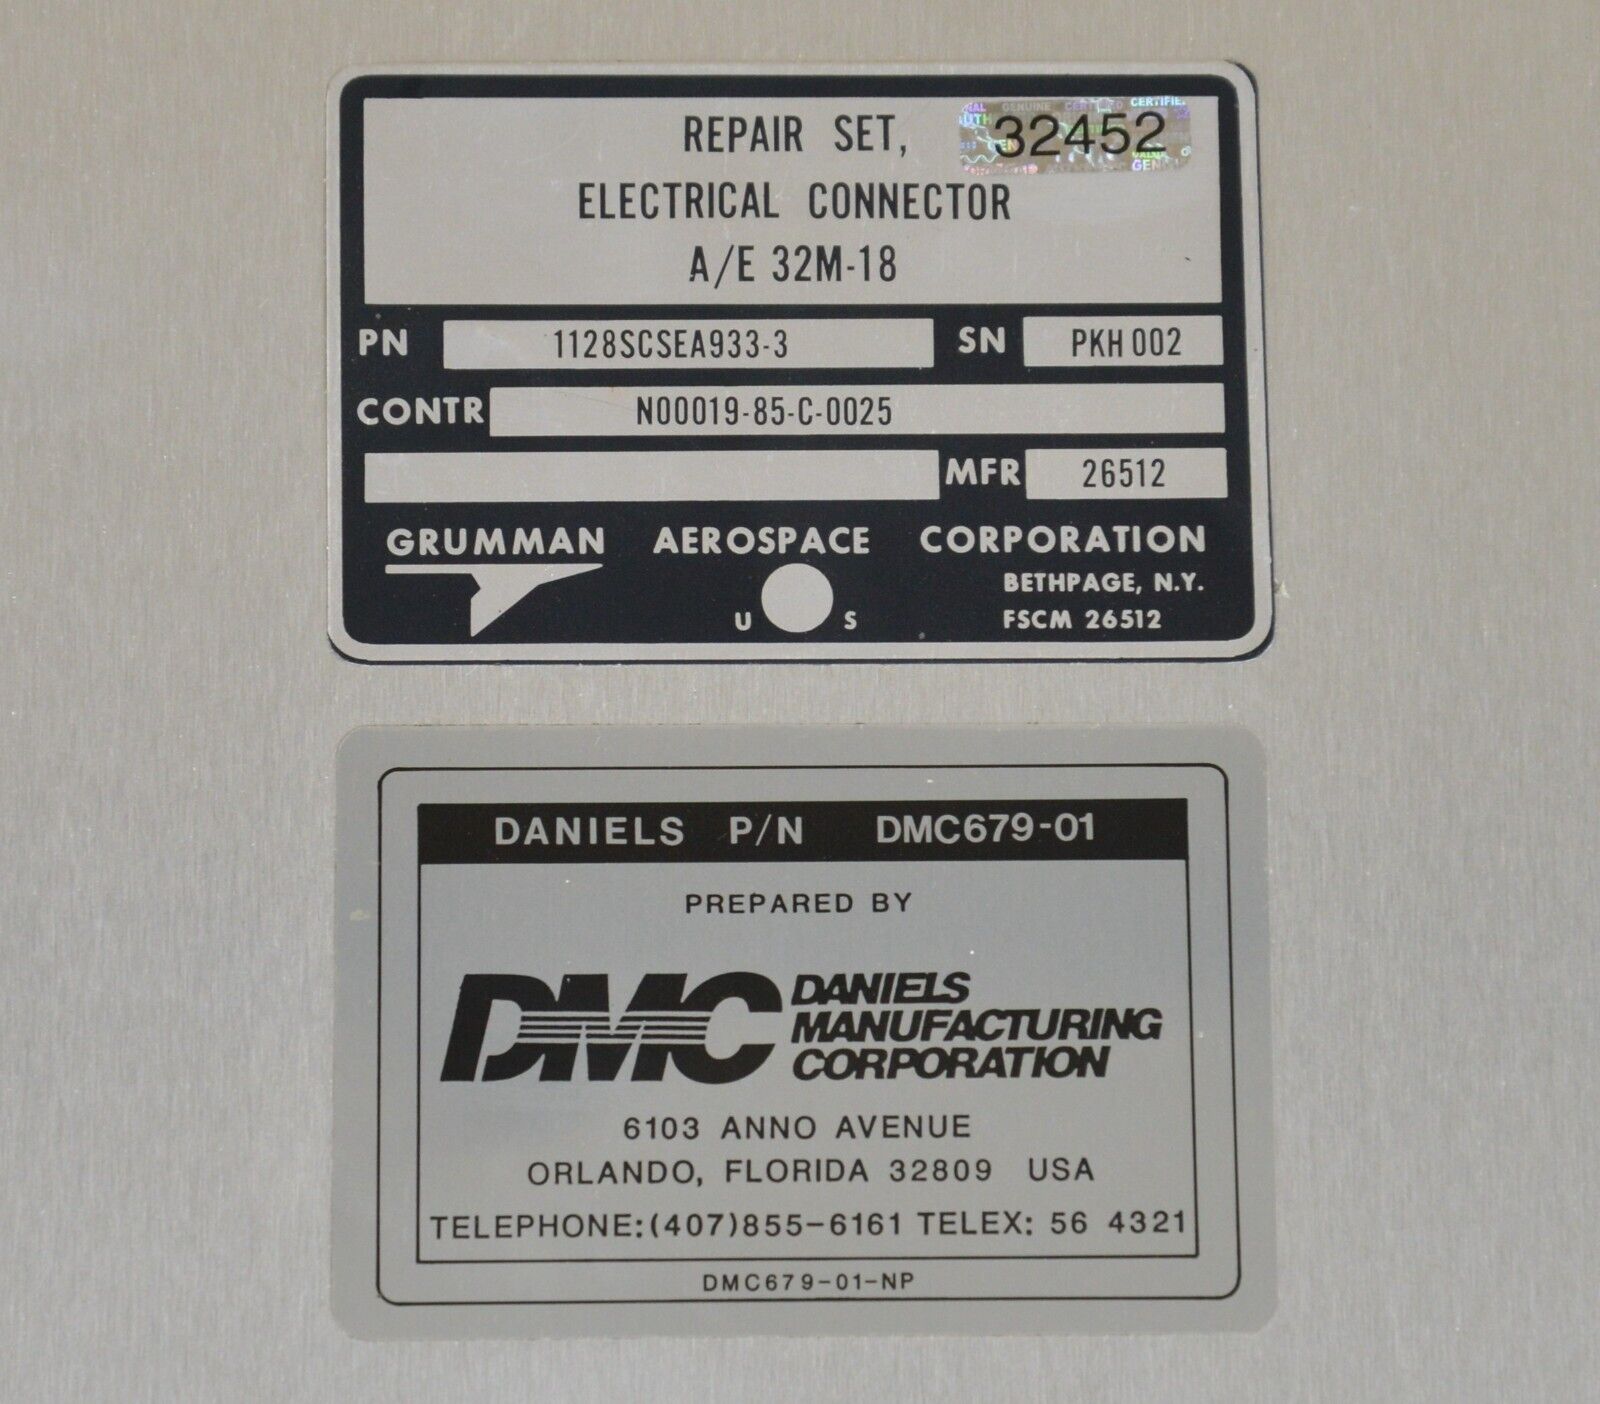 REPAIR SET,
32452
ELECTRICAL CONNECTOR
A/E 32M-18
PN 1128SCSEA933-3 SN PKH 002
CONTR N00019-85-C-0025
MFR 26512
GRUMMAN AEROSPACE CORPORATION
BETHPAGE, N.Y.
U S FSCM 26512
DANIELS P/N DMC679-01
PREPARED BY
DMC DANIELS
MANUFACTURING
CORPORATION
6103 ANNO AVENUE
ORLANDO, FLORIDA 32809 USA
TELEPHONE:(407)855-6161 TELEX: 56 4321
DMC679-01-NP